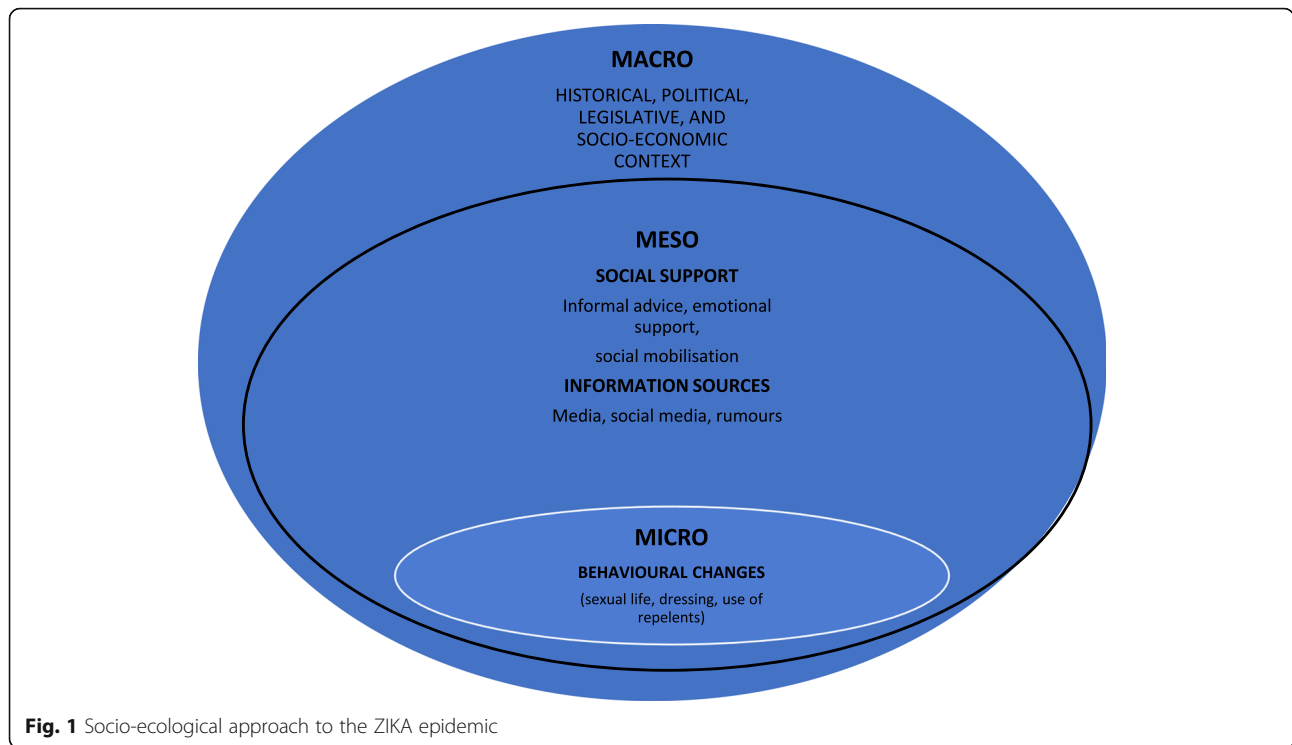 MACRO
HISTORICAL, POLITICAL,
LEGISLATIVE, AND
SOCIO-ECONOMIC
CONTEXT
MESO
SOCIAL SUPPORT
Informal advice, emotional
support,
social mobilisation
INFORMATION SOURCES
Media, social media, rumours
MICRO
BEHAVIOURAL CHANGES
(sexual life, dressing, use of
repelents)
Fig. 1 Socio-ecological approach to the ZIKA epidemic